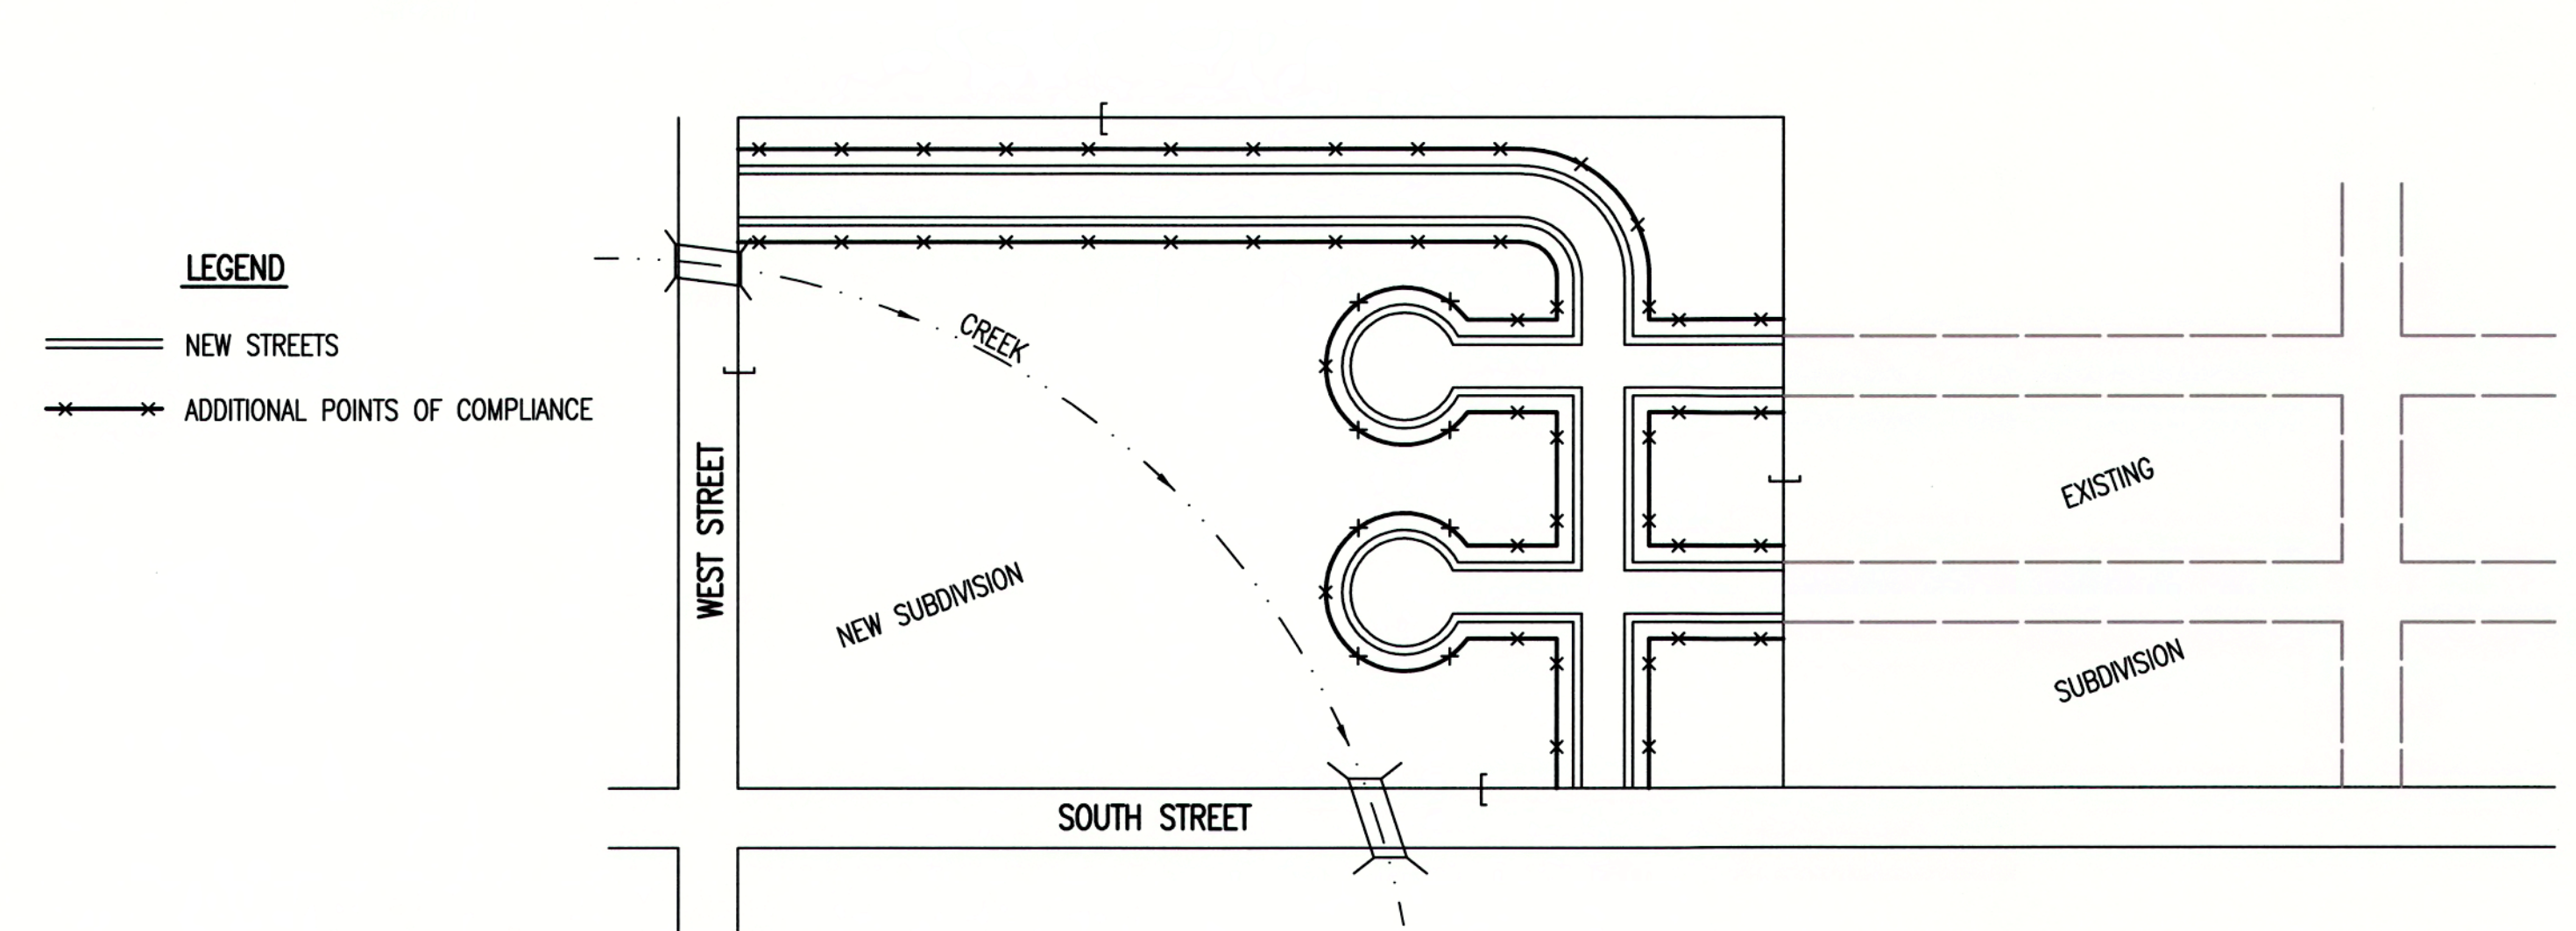 LEGEND
NEW STREETS
ADDITIONAL POINTS OF COMPLIANCE
WEST STREET
CREEK
NEW SUBDIVISION
SOUTH STREET
EXISTING
SUBDIVISION